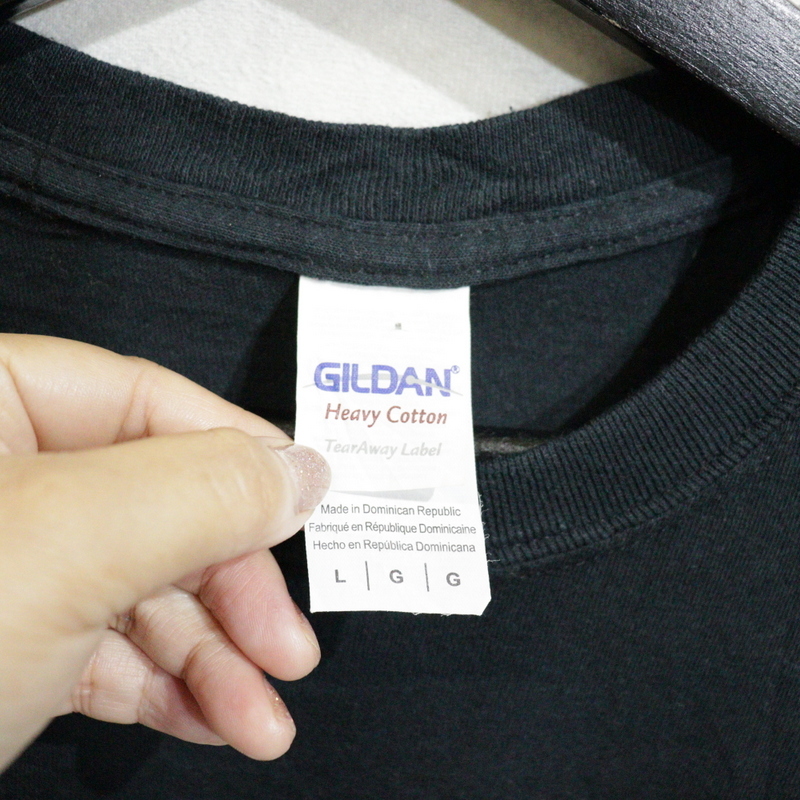 GILDAN®
Heavy Cotton
TearAway Label
Made in Dominican Republic
Fabriqué en République Dominicaine
Hecho en República Dominicana
L | G | G